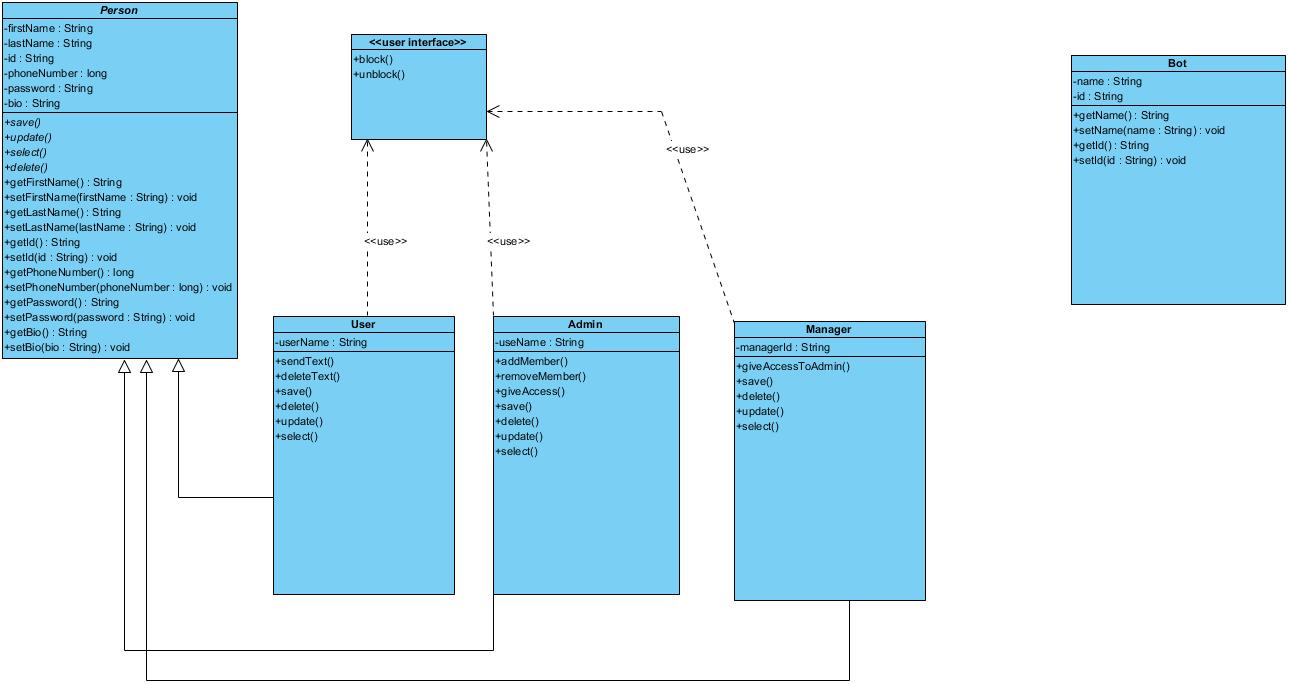 Person
-firstName : String
-lastName : String
-id : String
-phoneNumber : long
-password : String
-bio : String
+save()
+update()
+select()
+delete()
+getFirstName() : String
+setFirstName(firstName : String) : void
+getLastName() : String
+setLastName(lastName : String) : void
+getId() : String
+setId(id : String) : void
+getPhoneNumber() : long
+setPhoneNumber(phoneNumber : long) : void
+getPassword() : String
+setPassword(password : String) : void
+getBio() : String
+setBio(bio : String) : void
<<user interface>>
+block()
+unblock()
<<use>>
<<use>>
<<use>>
User
-userName : String
+sendText()
+deleteText()
+save()
+delete()
+update()
+select()
Admin
-useName : String
+addMember()
+removeMember()
+giveAccess()
+save()
+delete()
+update()
+select()
Manager
-managerId : String
+giveAccessToAdmin()
+save()
+delete()
+update()
+select()
Bot
-name : String
-id : String
+getName() : String
+setName(name : String) : void
+getId() : String
+setId(id : String) : void